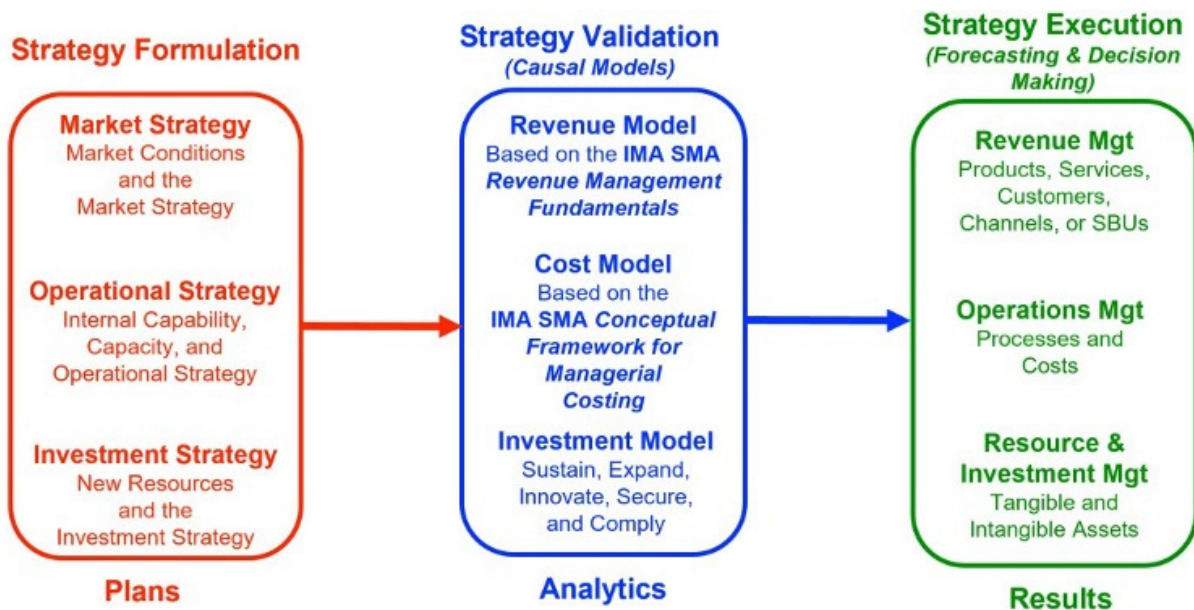 Strategy Formulation
Market Strategy
Market Conditions
and the
Market Strategy
Operational Strategy
Internal Capability,
Capacity, and
Operational Strategy
Investment Strategy
New Resources
and the
Investment Strategy
Plans
Strategy Validation
(Causal Models)
Revenue Model
Based on the IMA SMA
Revenue Management
Fundamentals
Cost Model
Based on the
IMA SMA Conceptual
Framework for
Managerial
Costing
Investment Model
Sustain, Expand,
Innovate, Secure,
and Comply
Analytics
Strategy Execution
(Forecasting & Decision
Making)
Revenue Mgt
Products, Services,
Customers,
Channels, or SBUs
Operations Mgt
Processes and
Costs
Resource &
Investment Mgt
Tangible and
Intangible Assets
Results